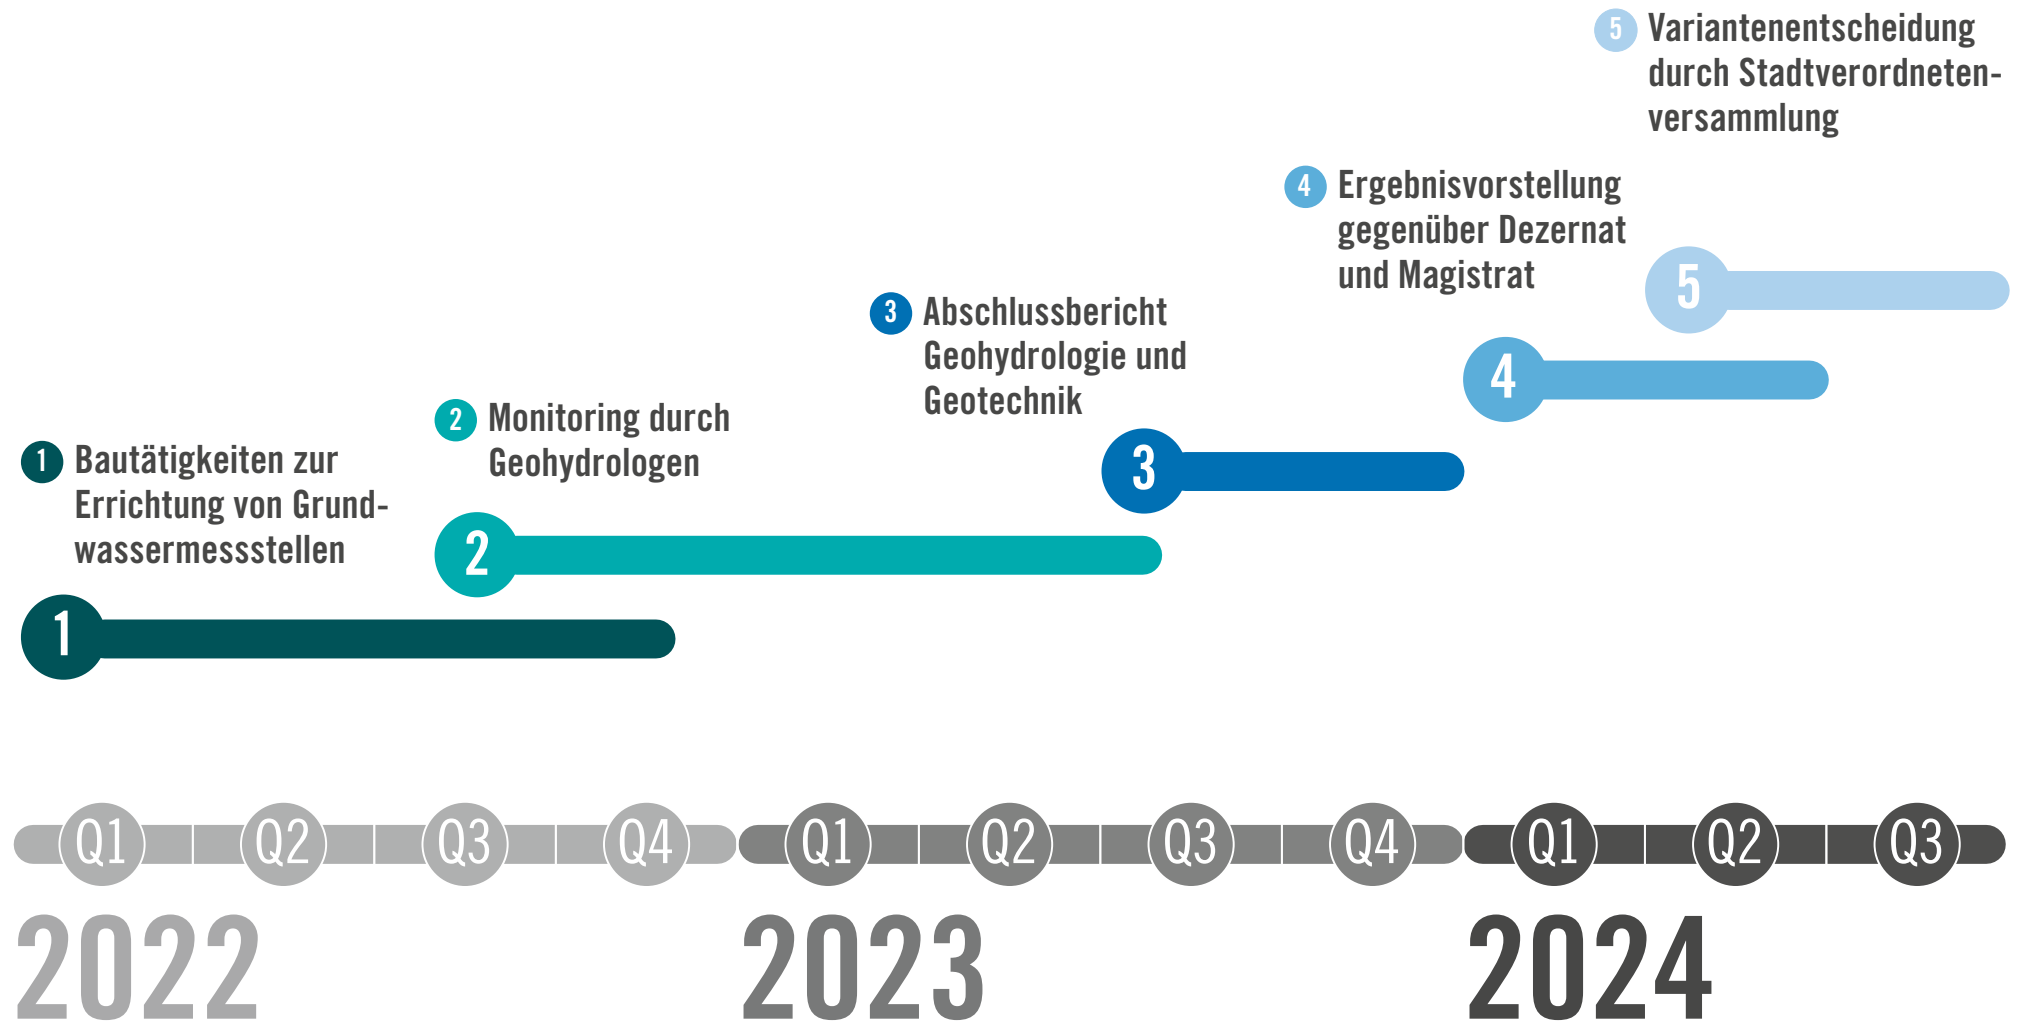 5 Variantenentscheidung
durch Stadtverordneten-
versammlung
4 Ergebnisvorstellung
gegenüber Dezernat
und Magistrat
5
3 Abschlussbericht
Geohydrologie und
Geotechnik
4
2 Monitoring durch
Geohydrologen
3
1 Bautätigkeiten zur
Errichtung von Grund-
wassermessstellen
2
1
Q1 Q2 Q3 Q4 Q1 Q2 Q3 Q4 Q1 Q2 Q3
2022 2023 2024